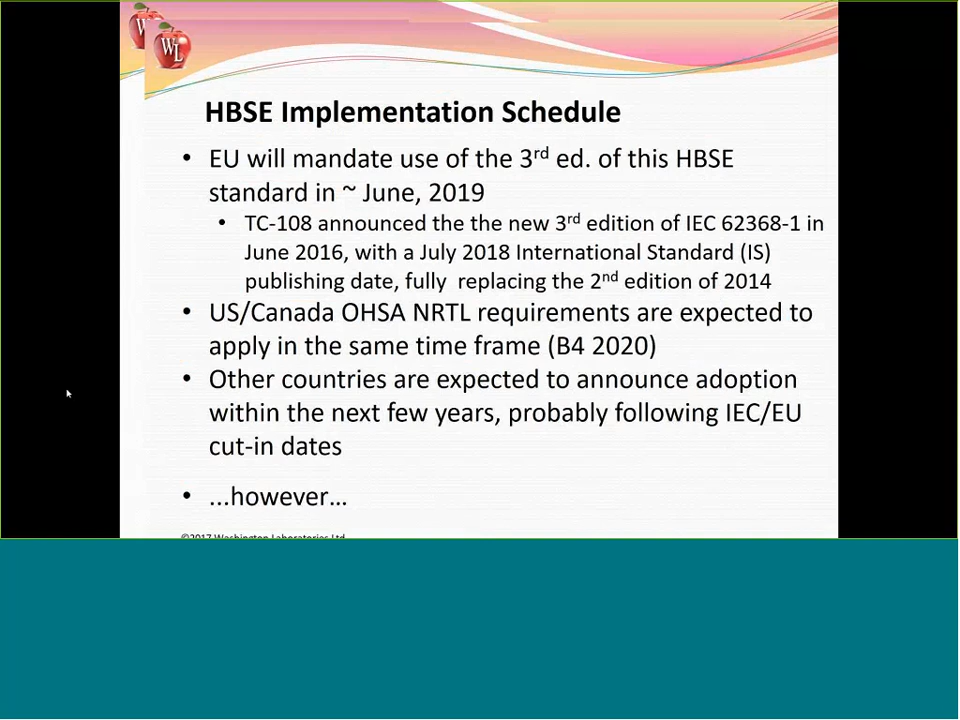 W
WL
HBSE Implementation Schedule
• EU will mandate use of the 3rd ed. of this HBSE
standard in ~ June, 2019
• TC-108 announced the the new 3rd edition of IEC 62368-1 in
June 2016, with a July 2018 International Standard (IS)
publishing date, fully replacing the 2nd edition of 2014
• US/Canada OHSA NRTL requirements are expected to
apply in the same time frame (B4 2020)
• Other countries are expected to announce adoption
within the next few years, probably following IEC/EU
cut-in dates
• ...however...
©2017 Washington Laboratories Ltd